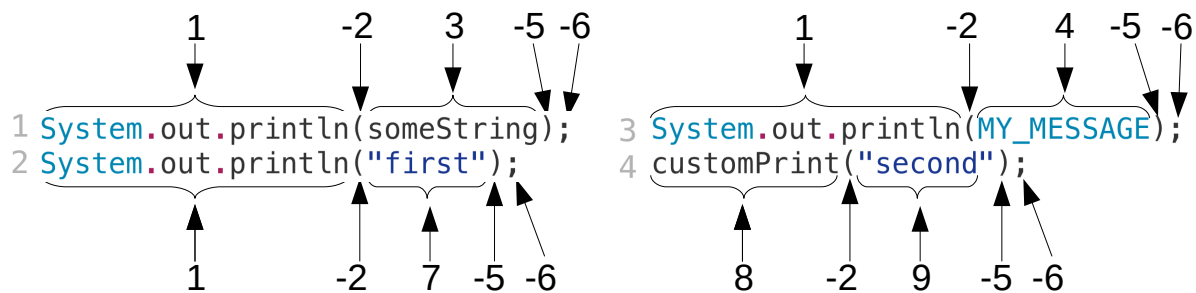 1 -2 3 -5 -6
1 System.out.println(someString);
2 System.out.println("first");
1 -2 7 -5 -6
1 -2 4 -5 -6
3 System.out.println(MY_MESSAGE);
4 customPrint("second");
8 -2 9 -5 -6